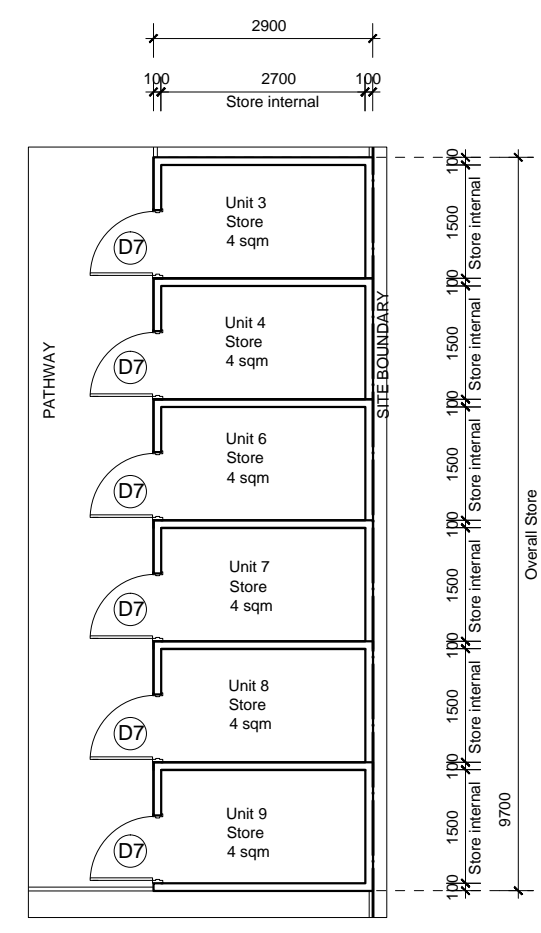 2900
100 2700 100
Store internal
Unit 3
Store
4 sqm
D7
Unit 4
Store
4 sqm
D7
Unit 6
Store
4 sqm
D7
Unit 7
Store
4 sqm
D7
Unit 8
Store
4 sqm
D7
Unit 9
Store
4 sqm
D7
PATHWAY
SITE BOUNDARY
100
1500
Store internal
100
1500
Store internal
100
1500
Store internal
100
1500
Store internal
100
1500
Store internal
100
1500
Store internal
100
9700
Overall Store